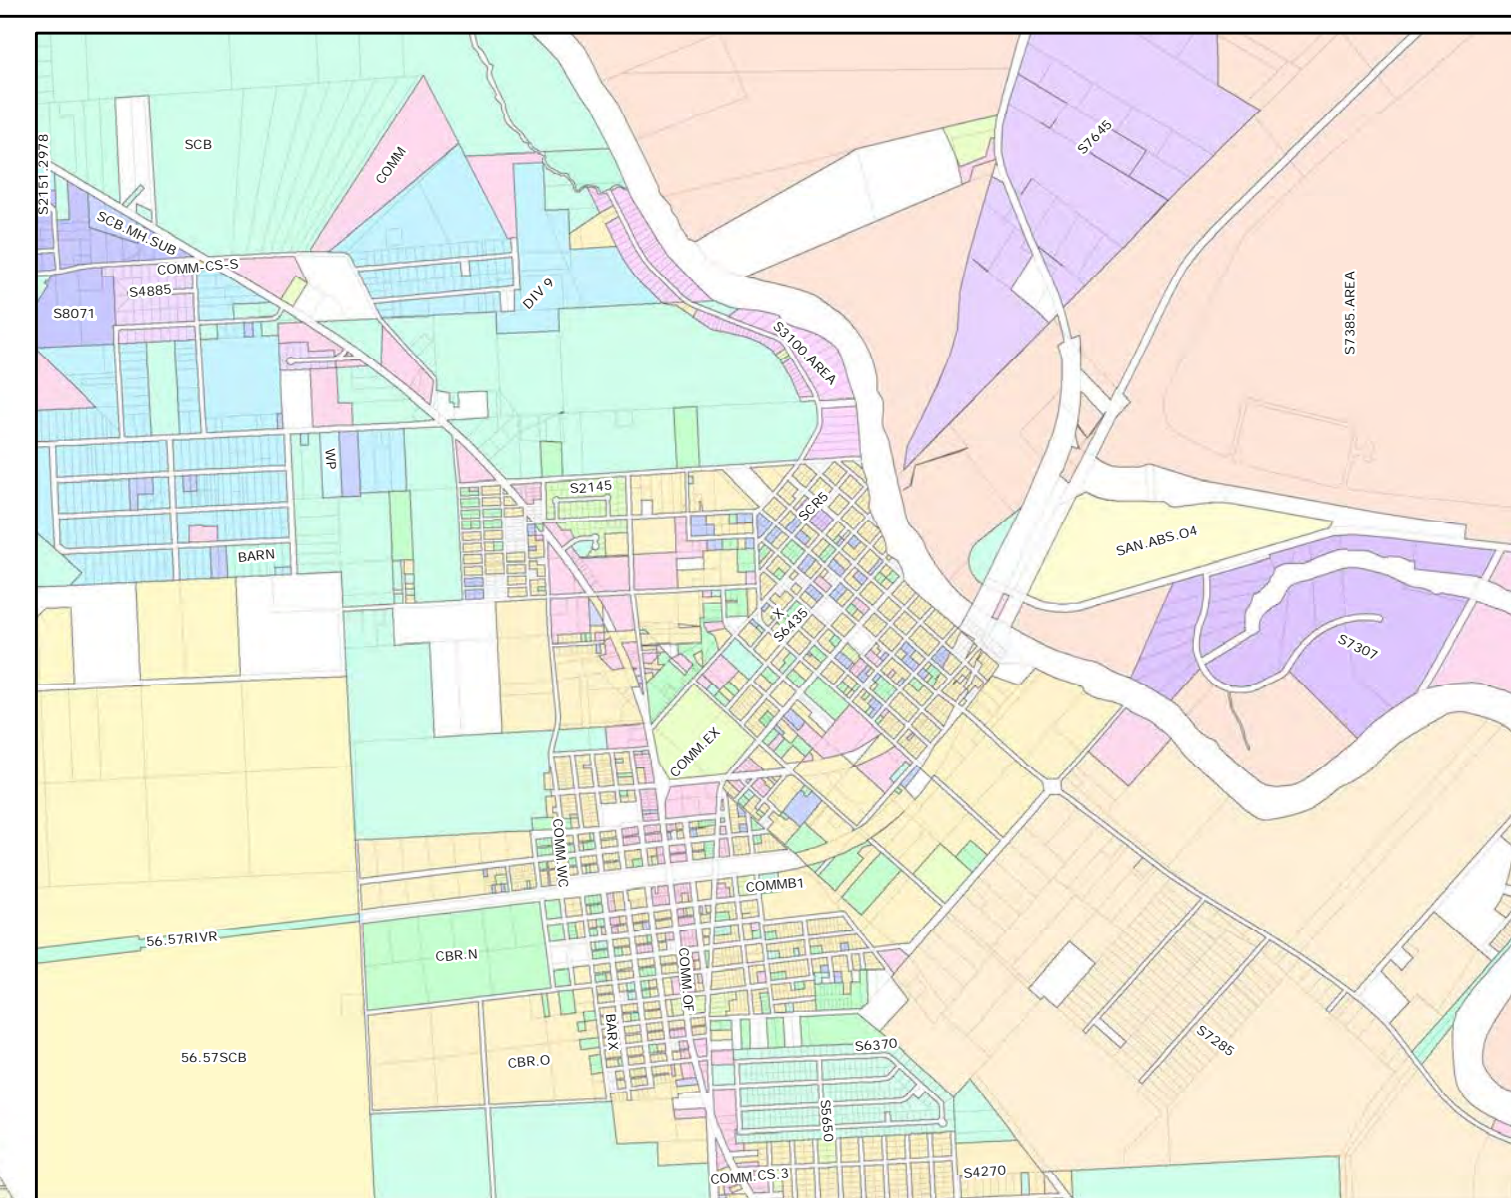 S2151.2978
SCB
COMM
S7645
SCB.MH.SUB
COMM-CS-S
S4885
S8071
DIV 9
S7385.AREA
S3100.AREA
WP
S2145
SCR5
BARN
SAN.ABS.O4
X
S6435
S7307
COMM.EX
COMM.WC
COMMB1
56.57RIVR
CBR.N
COMM.OF
BARX
S6370
S7285
56.57SCB
CBR.O
S5650
COMM.CS.3
S4270